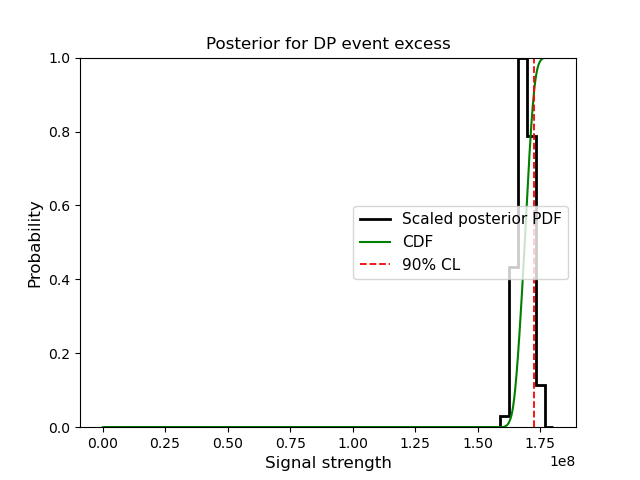 Posterior for DP event excess
1.0
0.8
0.6
0.4
0.2
0.0
Probability
Scaled posterior PDF
CDF
90% CL
0.00 0.25 0.50 0.75 1.00 1.25 1.50 1.75
1e8
Signal strength